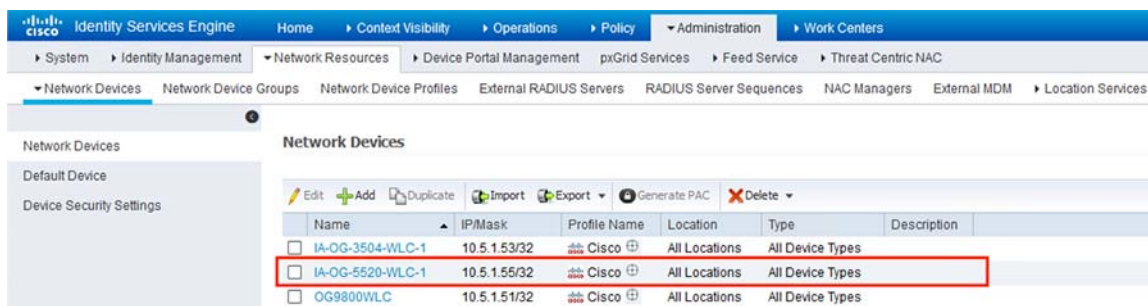 cisco Identity Services Engine Home Context Visibility Operations Policy Administration Work Centers
System Identity Management Network Resources Device Portal Management pxGrid Services Feed Service Threat Centric NAC
Network Devices Network Device Groups Network Device Profiles External RADIUS Servers RADIUS Server Sequences NAC Managers External MDM Location Services
Network Devices
Default Device
Device Security Settings
Network Devices
Edit Add Duplicate Import Export Generate PAC Delete
Name IP/Mask Profile Name Location Type Description
IA-OG-3504-WLC-1 10.5.1.53/32 Cisco All Locations All Device Types
IA-OG-5520-WLC-1 10.5.1.55/32 Cisco All Locations All Device Types
OG9800WLC 10.5.1.51/32 Cisco All Locations All Device Types